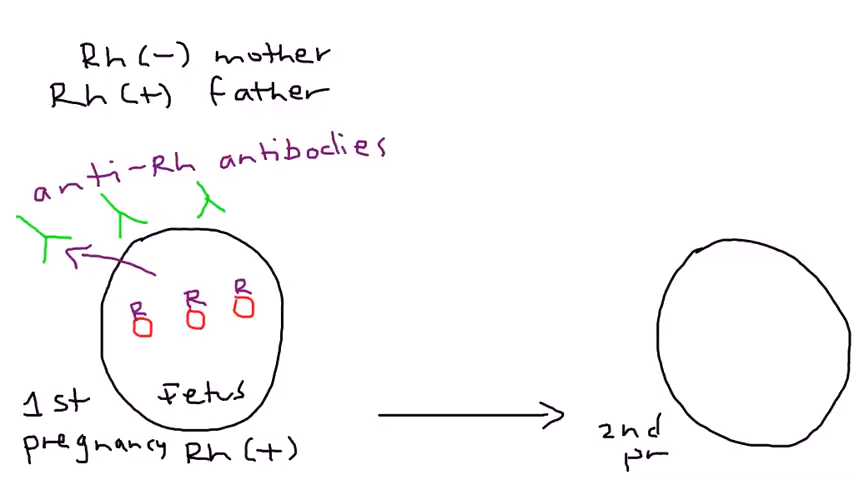 Rh (-) mother
Rh (+) father
anti-Rh antibodies
R R R
Fetus
1st
pregnancy Rh (+)
2nd
pr